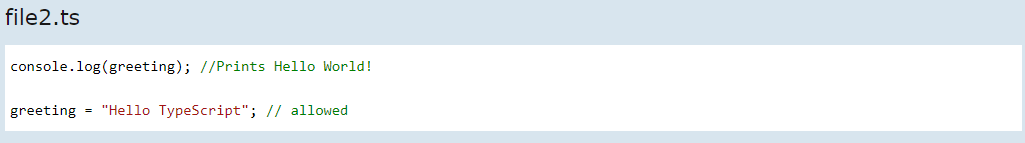 file2.ts
console.log(greeting); //Prints Hello World!
greeting = "Hello TypeScript"; // allowed